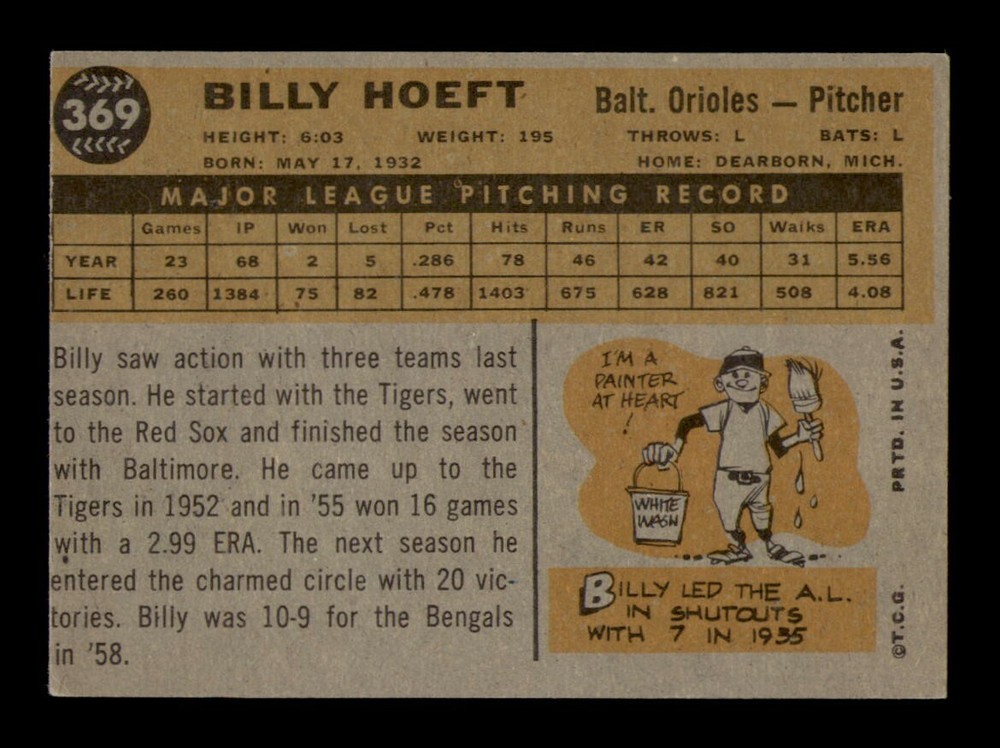 369
BILLY HOEFT
Balt. Orioles — Pitcher
HEIGHT: 6:03 WEIGHT: 195 THROWS: L BATS: L
BORN: MAY 17, 1932 HOME: DEARBORN, MICH.
MAJOR LEAGUE PITCHING RECORD
Games IP Won Lost Pct Hits Runs ER SO Walks ERA
YEAR 23 68 2 5 .286 78 46 42 40 31 5.56
LIFE 260 1384 75 82 .478 1403 675 628 821 508 4.08
Billy saw action with three teams last
season. He started with the Tigers, went
to the Red Sox and finished the season
with Baltimore. He came up to the
Tigers in 1952 and in '55 won 16 games
with a 2.99 ERA. The next season he
entered the charmed circle with 20 vic-
tories. Billy was 10-9 for the Bengals
in '58.
I'M A
PAINTER
AT HEART
!
WHITE
WASH
BILLY LED THE A.L.
IN SHUTOUTS
WITH 7 IN 1935
©T.C.G. PRTD. IN U.S.A.